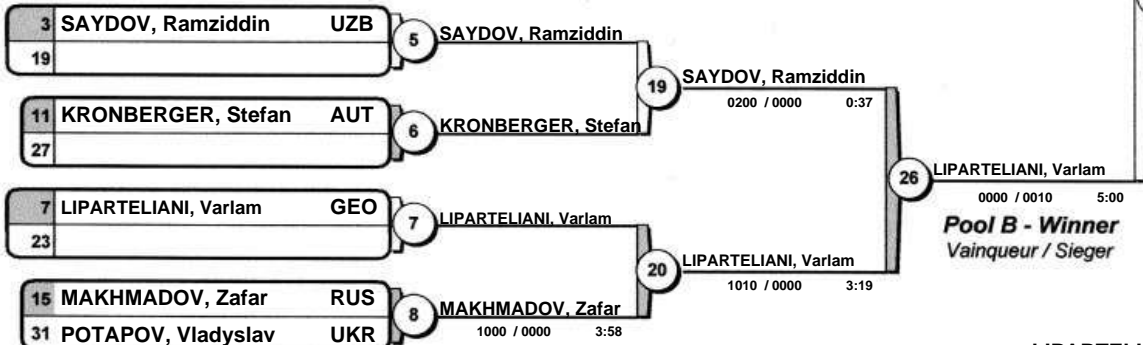 3 SAYDOV, Ramziddin UZB
19
5 SAYDOV, Ramziddin
11 KRONBERGER, Stefan AUT
27
6 KRONBERGER, Stefan
19 SAYDOV, Ramziddin
0200 / 0000 0:37
7 LIPARTELIANI, Varlam GEO
23
7 LIPARTELIANI, Varlam
15 MAKHMADOV, Zafar RUS
31 POTAPOV, Vladyslav UKR
8 MAKHMADOV, Zafar
1000 / 0000 3:58
20 LIPARTELIANI, Varlam
1010 / 0000 3:19
26 LIPARTELIANI, Varlam
0000 / 0010 5:00
Pool B - Winner
Vainqueur / Sieger